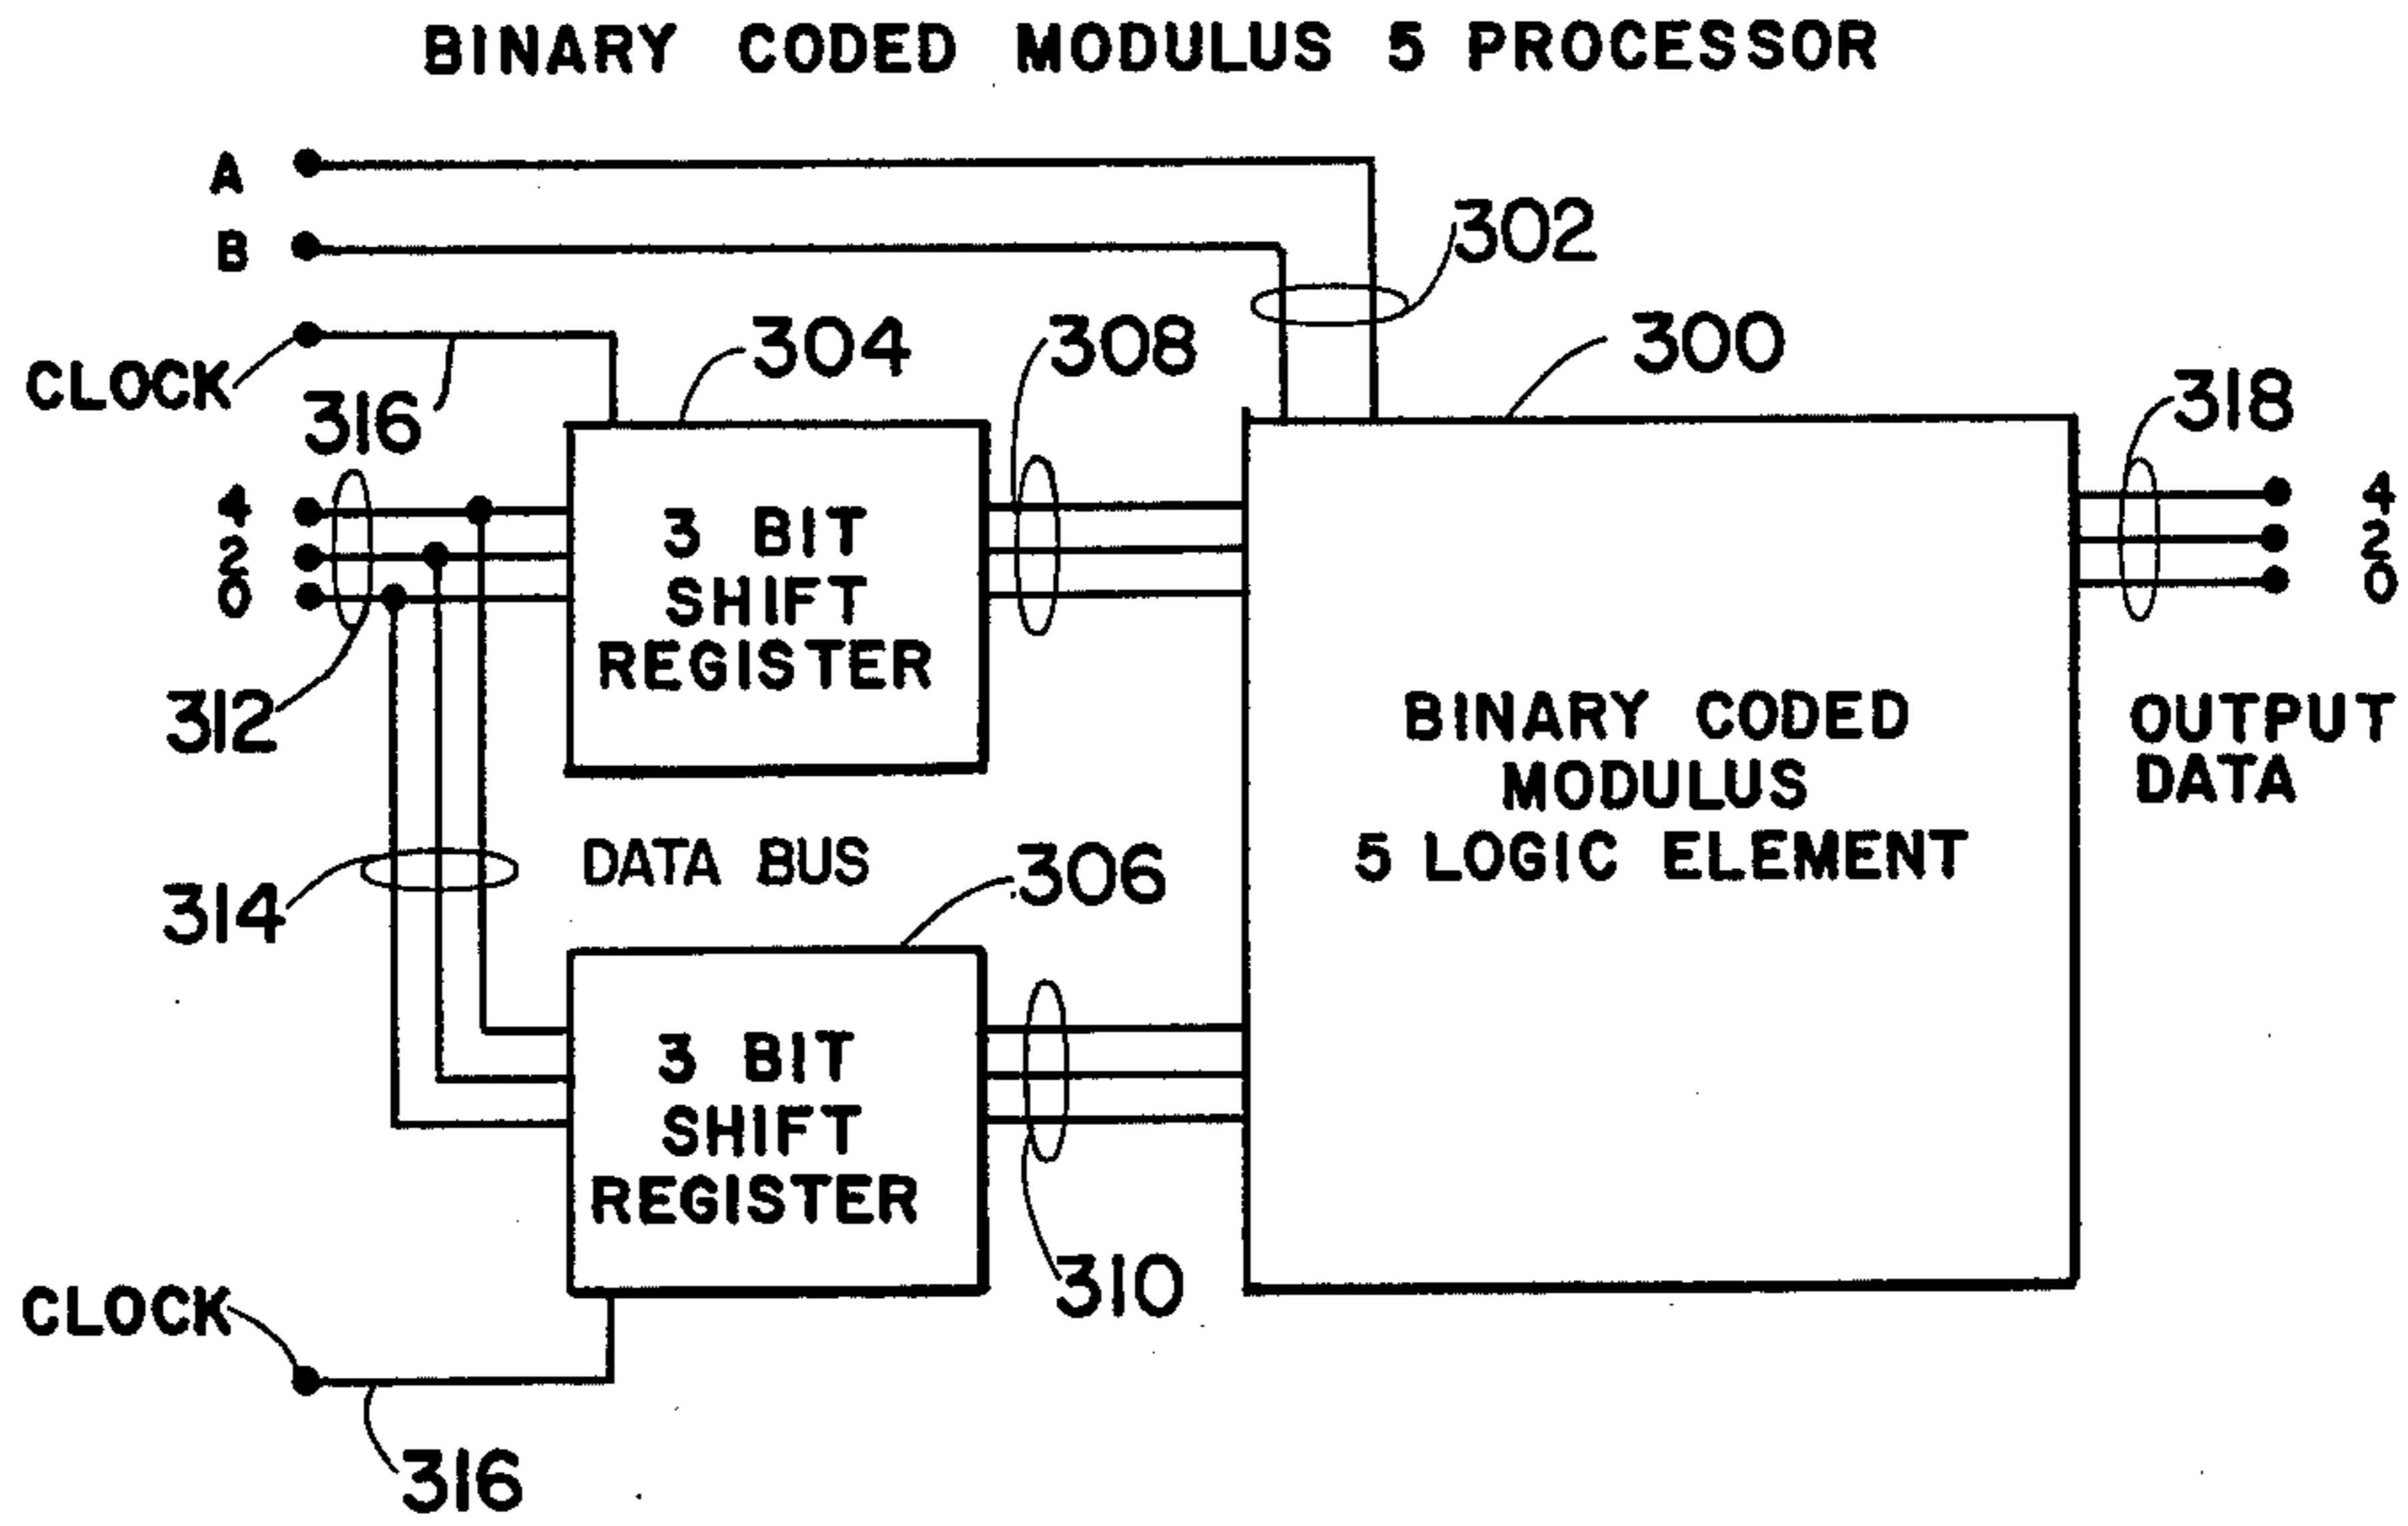 BINARY CODED MODULUS 5 PROCESSOR
A
B
302
CLOCK
316
304
308
300
318
4
2
0
3 BIT
SHIFT
REGISTER
4
2
0
312
BINARY CODED
MODULUS
5 LOGIC ELEMENT
OUTPUT
DATA
314
DATA BUS
306
3 BIT
SHIFT
REGISTER
310
CLOCK
316